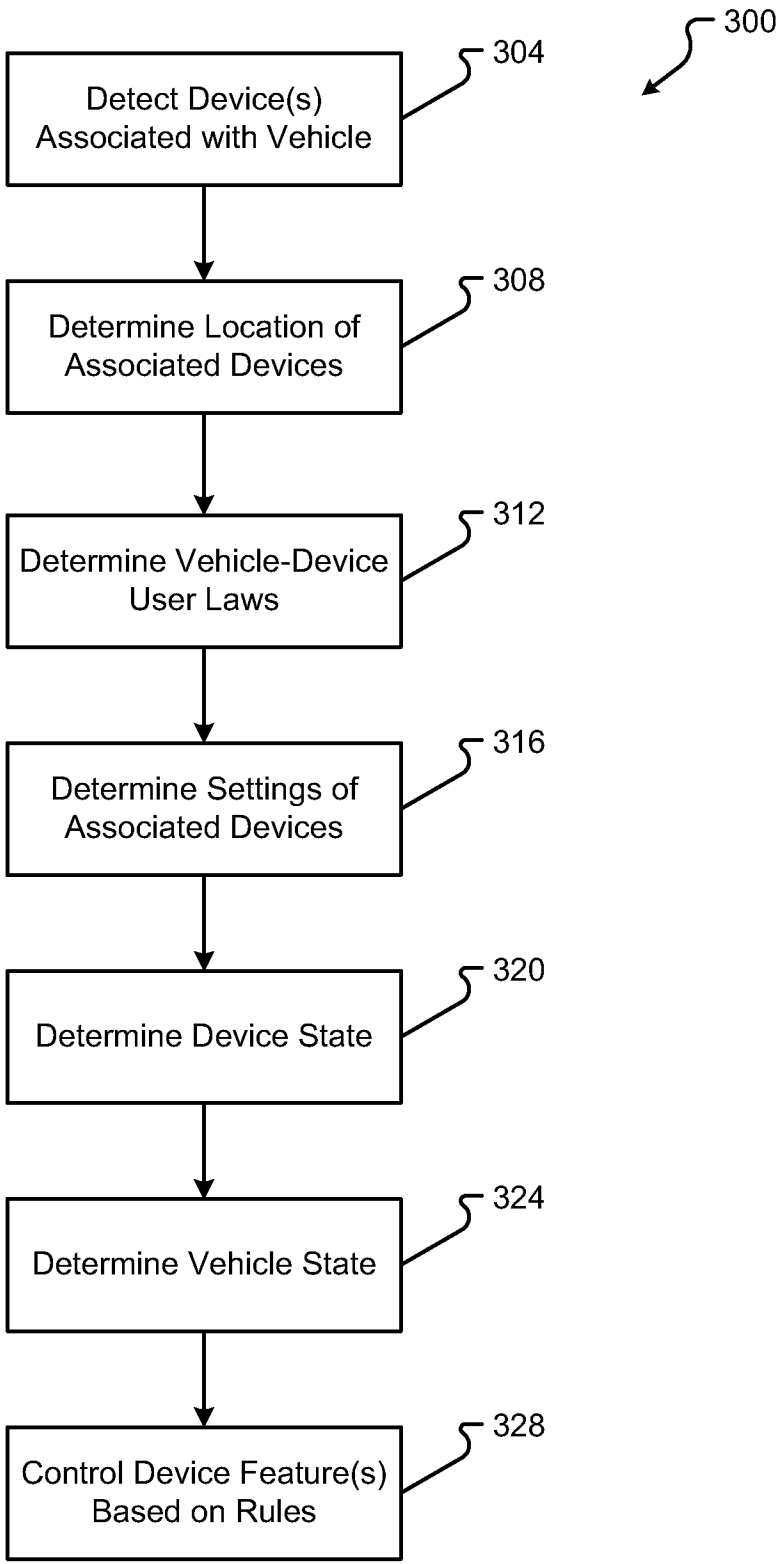 300
304
Detect Device(s)
Associated with Vehicle
308
Determine Location of
Associated Devices
312
Determine Vehicle-Device
User Laws
316
Determine Settings of
Associated Devices
320
Determine Device State
324
Determine Vehicle State
328
Control Device Feature(s)
Based on Rules